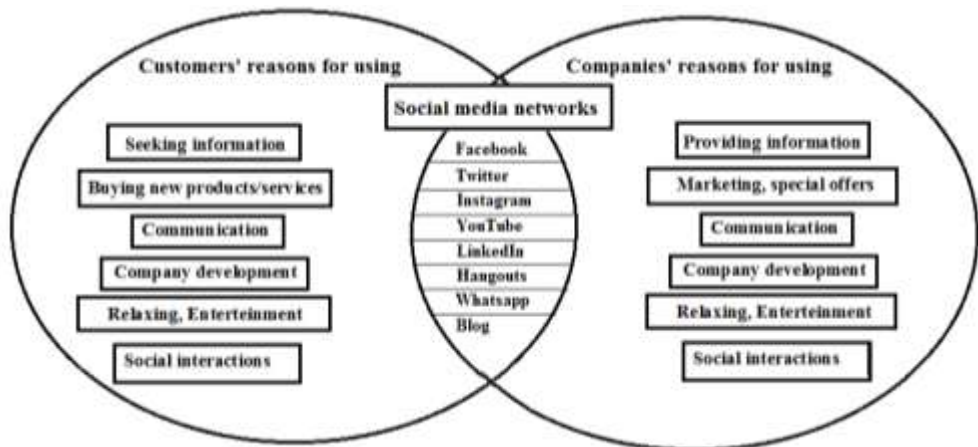 Customers' reasons for using
Companies' reasons for using
Social media networks
Seeking information
Buying new products/services
Communication
Company development
Relaxing, Enterteinment
Social interactions
Facebook
Twitter
Instagram
YouTube
LinkedIn
Hangouts
Whatsapp
Blog
Providing information
Marketing, special offers
Communication
Company development
Relaxing, Enterteinment
Social interactions